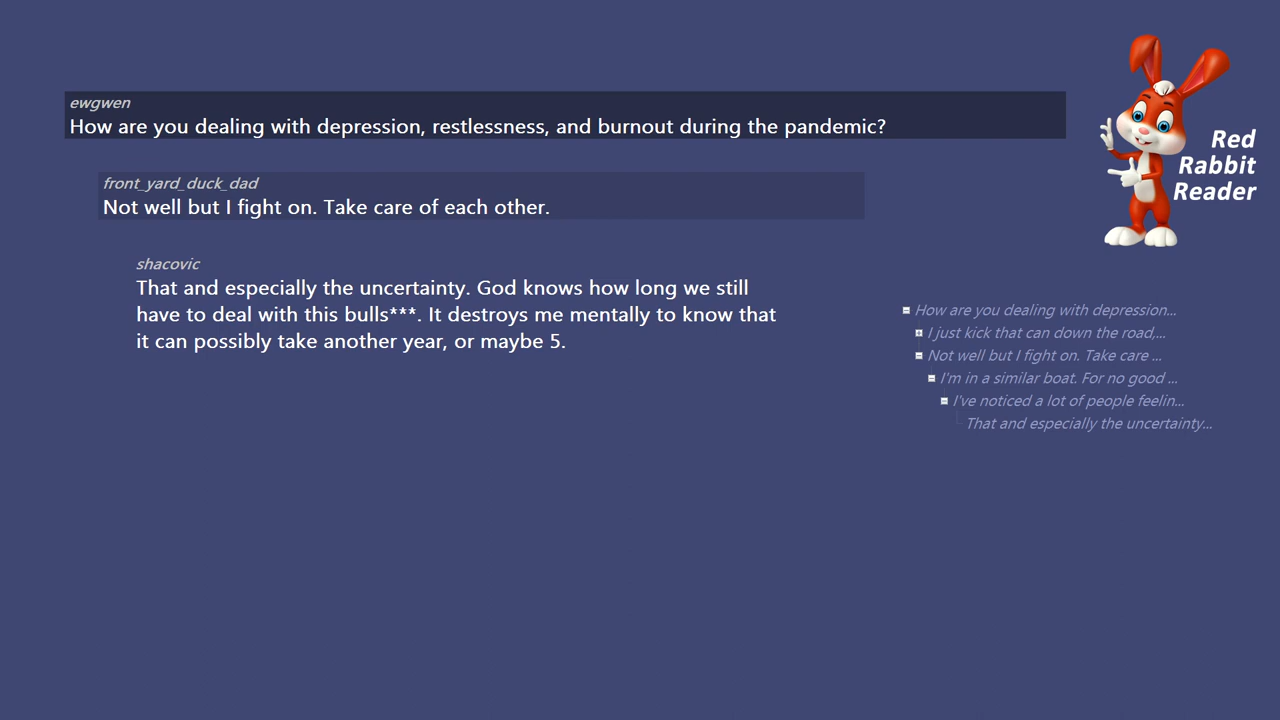 ewgwen
How are you dealing with depression, restlessness, and burnout during the pandemic?
front_yard_duck_dad
Not well but I fight on. Take care of each other.
shacovic
That and especially the uncertainty. God knows how long we still
have to deal with this bulls***. It destroys me mentally to know that
it can possibly take another year, or maybe 5.
Red
Rabbit
Reader
How are you dealing with depression...
I just kick that can down the road,...
Not well but I fight on. Take care ...
I'm in a similar boat. For no good ...
I've noticed a lot of people feelin...
That and especially the uncertainty...